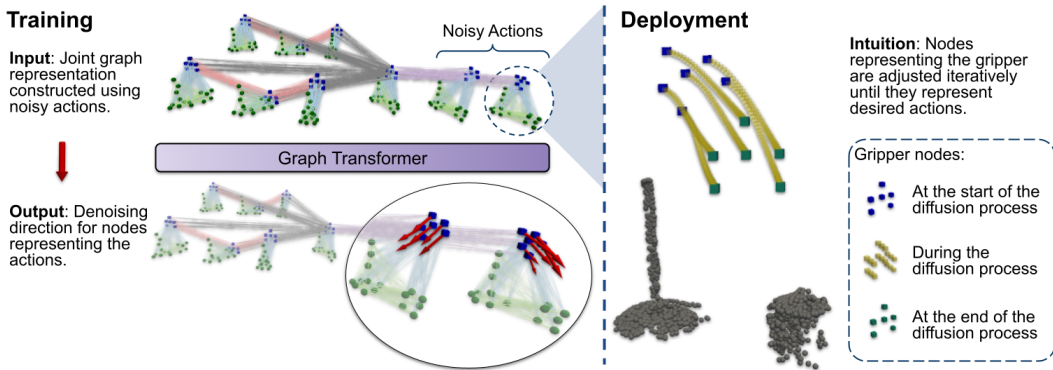 Training
Input: Joint graph
representation
constructed using
noisy actions.
Noisy Actions
Graph Transformer
Output: Denoising
direction for nodes
representing the
actions.
Deployment
Intuition: Nodes
representing the gripper
are adjusted iteratively
until they represent
desired actions.
Gripper nodes:
At the start of the
diffusion process
During the
diffusion process
At the end of the
diffusion process